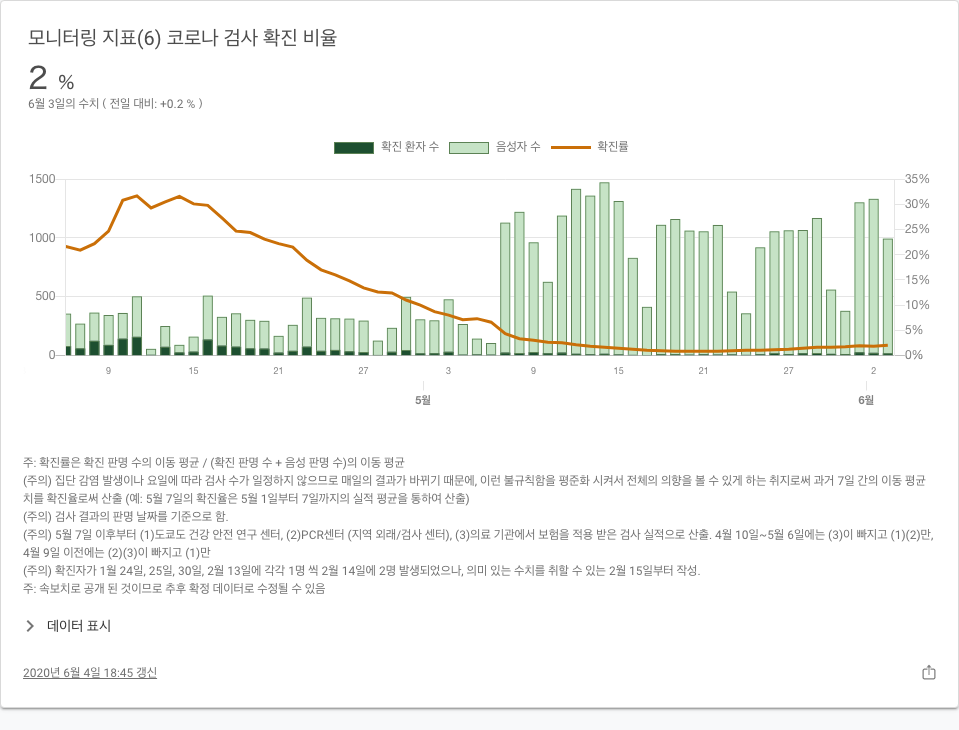 모니터링 지표(6) 코로나 검사 확진 비율
2 %
6월 3일의 수치 ( 전일 대비: +0.2 % )
확진 환자 수 음성자 수 확진률
1500 35%
30%
1000 25%
20%
15%
500 10%
5%
0 0%
9 15 21 27 3 9 15 21 27 2
5월 6월
주: 확진률은 확진 판명 수의 이동 평균 / (확진 판명 수 + 음성 판명 수)의 이동 평균
(주의) 집단 감염 발생이나 요일에 따라 검사 수가 일정하지 않으므로 매일의 결과가 바뀌기 때문에, 이런 불규칙함을 평준화 시켜서 전체의 의향을 볼 수 있게 하는 취지로써 과거 7일 간의 이동 평균
치를 확진율로써 산출 (예: 5월 7일의 확진율은 5월 1일부터 7일까지의 실적 평균을 통하여 산출)
(주의) 검사 결과의 판명 날짜를 기준으로 함.
(주의) 5월 7일 이후부터 (1)도쿄도 건강 안전 연구 센터, (2)PCR센터 (지역 외래/검사 센터), (3)의료 기관에서 보험을 적용 받은 검사 실적으로 산출. 4월 10일~5월 6일에는 (3)이 빠지고 (1)(2)만,
4월 9일 이전에는 (2)(3)이 빠지고 (1)만
(주의) 확진자가 1월 24일, 25일, 30일, 2월 13일에 각각 1명 씩 2월 14일에 2명 발생되었으나, 의미 있는 수치를 취할 수 있는 2월 15일부터 작성.
주: 속보치로 공개 된 것이므로 추후 확정 데이터로 수정될 수 있음
데이터 표시
2020년 6월 4일 18:45 갱신